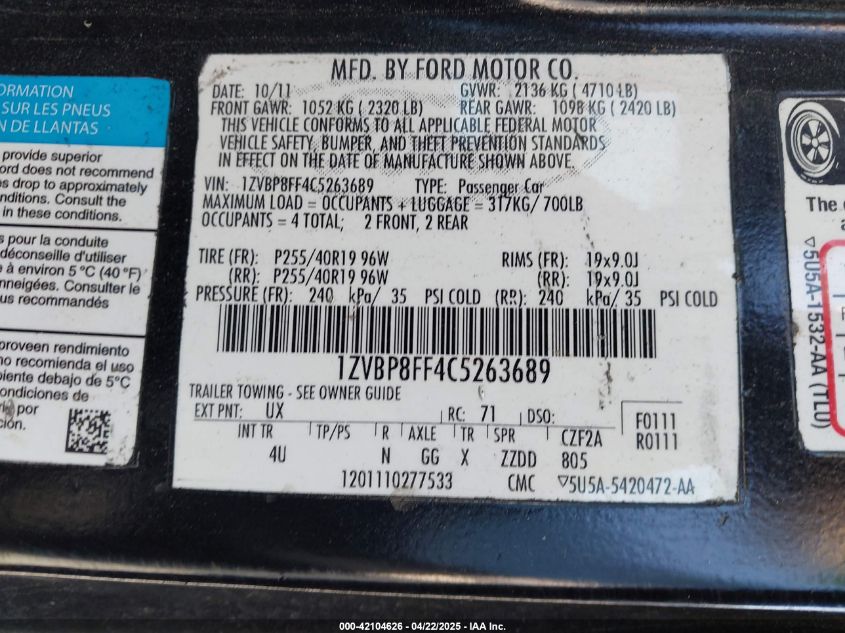 ORMATION
SUR LES PNEUS
N DE LLANTAS
provide superior
ord does not recommend
s drop to approximately
nditions. Consult the
in these conditions.
s pour la conduite
déconseille d'utiliser
e à environ 5 °C (40 °F)
nneigées. Consulter le
us recommandés
proveen rendimiento
no recomienda el uso
biente debajo de 5°C
condiciones de
ría por
cción.
MFD. BY FORD MOTOR CO.
DATE: 10/11 GVWR: 2136 KG ( 4710 LB)
FRONT GAWR: 1052 KG ( 2320 LB) REAR GAWR: 1098 KG ( 2420 LB)
THIS VEHICLE CONFORMS TO ALL APPLICABLE FEDERAL MOTOR
VEHICLE SAFETY, BUMPER, AND THEFT PREVENTION STANDARDS
IN EFFECT ON THE DATE OF MANUFACTURE SHOWN ABOVE.
VIN: 1ZVBP8FF4C5263689 TYPE: Passenger Car
MAXIMUM LOAD = OCCUPANTS + LUGGAGE = 317KG/ 700LB
OCCUPANTS = 4 TOTAL; 2 FRONT, 2 REAR
TIRE (FR): P255/40R19 96W RIMS (FR): 19x9.0J
(RR): P255/40R19 96W (RR): 19x9.0J
PRESSURE (FR): 240 kPa/ 35 PSI COLD (RR): 240 kPa/ 35 PSI COLD
1ZVBP8FF4C5263689
TRAILER TOWING - SEE OWNER GUIDE
EXT PNT: UX RC: 71 DSO: F0111
R0111
INT TR TP/PS R AXLE TR SPR CZF2A
4U N GG X ZZDD 805
1201110277533 CMC ▽5U5A-5420472-AA
The
a
▽5U5A-1532-AA (TLU)
000-42104626 - 04/22/2025 - IAA Inc.